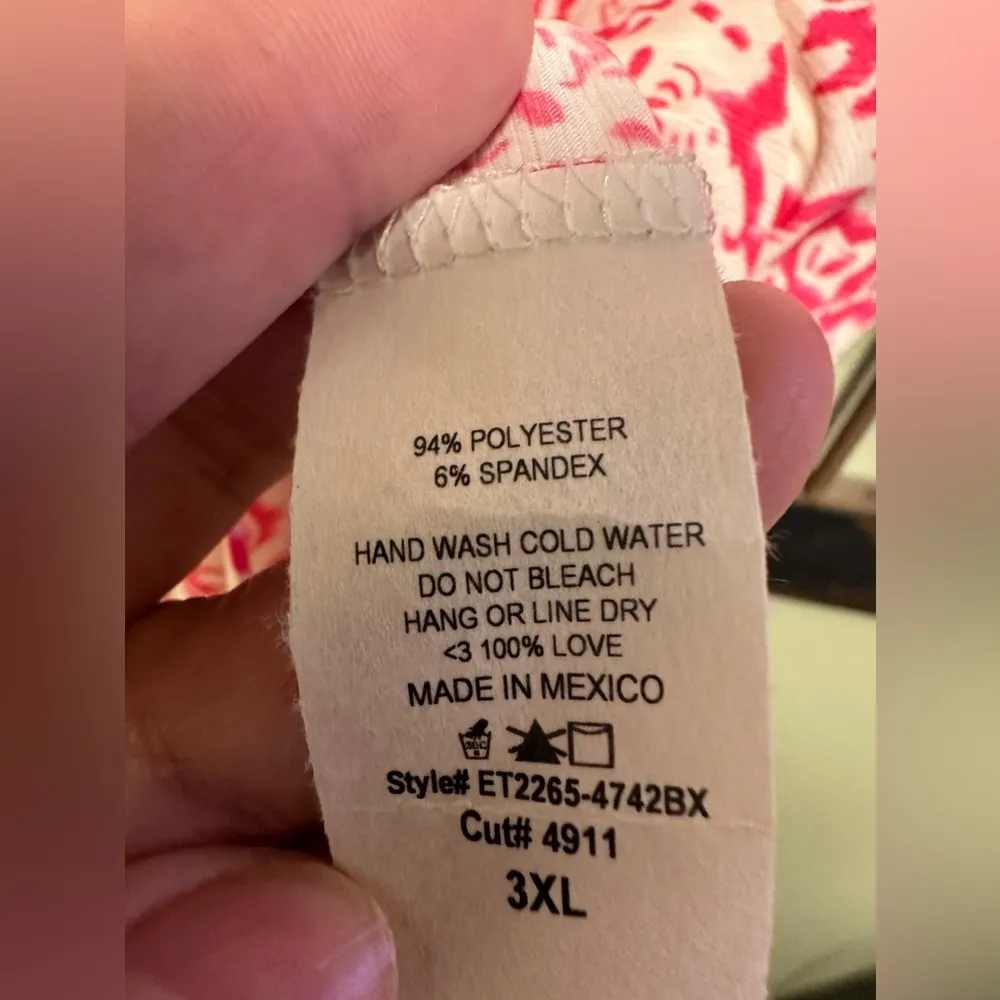 94% POLYESTER
6% SPANDEX
HAND WASH COLD WATER
DO NOT BLEACH
HANG OR LINE DRY
<3 100% LOVE
MADE IN MEXICO
Style# ET2265-4742BX
Cut# 4911
3XL